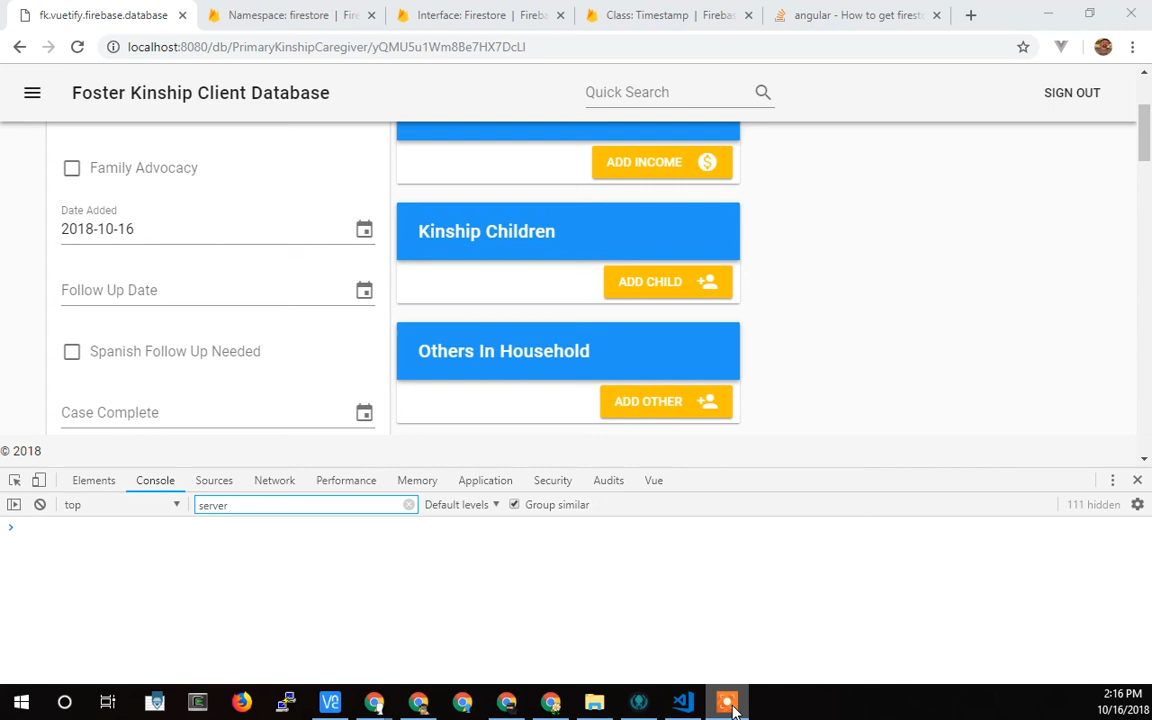 fk.vuetify.firebase.database
Namespace: firestore | Fire
Interface: Firestore | Fireba
Class: Timestamp | Firebas
angular - How to get firest
localhost:8080/db/PrimaryKinshipCaregiver/yQMU5u1Wm8Be7HX7DcLl
Foster Kinship Client Database
Quick Search
SIGN OUT
Family Advocacy
ADD INCOME
Date Added
2018-10-16
Kinship Children
Follow Up Date
ADD CHILD
Spanish Follow Up Needed
Others In Household
Case Complete
ADD OTHER
© 2018
Elements Console Sources Network Performance Memory Application Security Audits Vue
top server Default levels Group similar 111 hidden
2:16 PM
10/16/2018